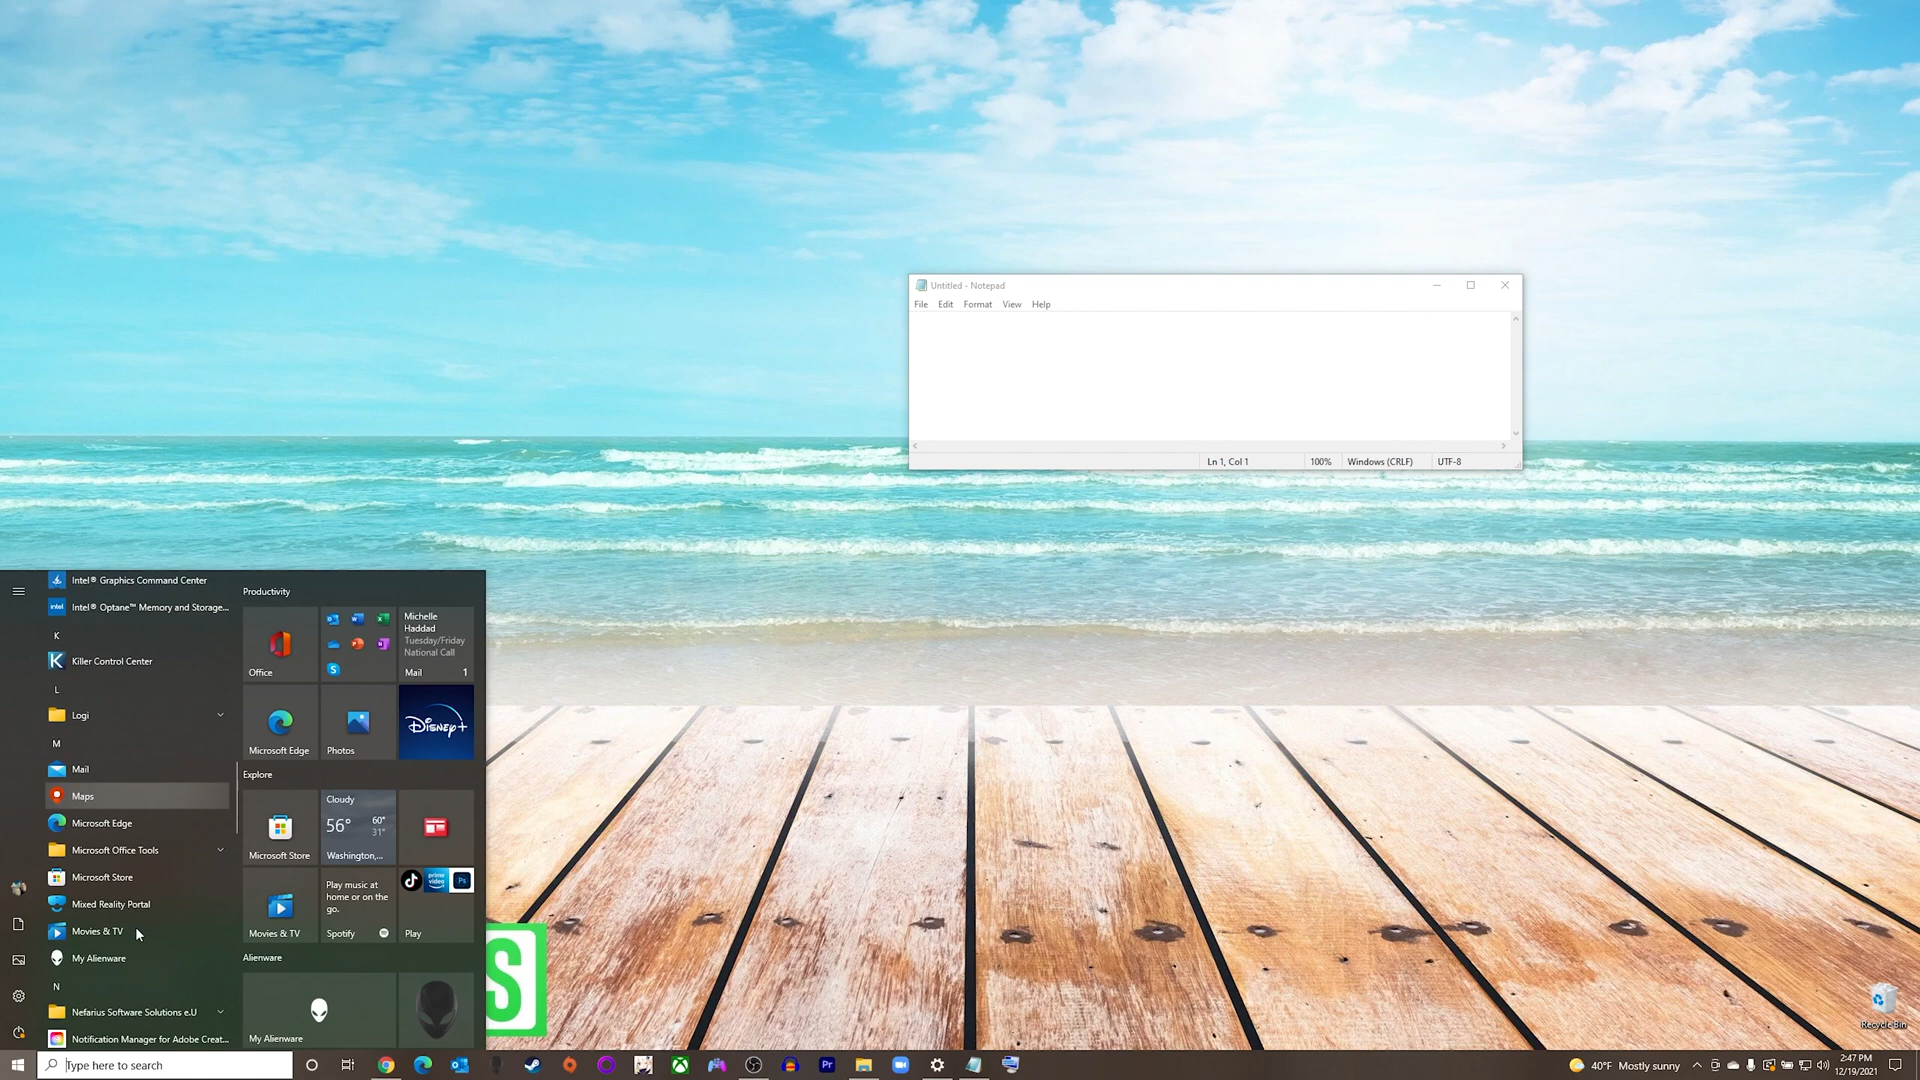 Untitled - Notepad
File Edit Format View Help
Ln 1, Col 1 100% Windows (CRLF) UTF-8
Intel® Graphics Command Center
Intel® Optane™ Memory and Storage...
K
Killer Control Center
L
Logi
M
Mail
Maps
Microsoft Edge
Microsoft Office Tools
Microsoft Store
Mixed Reality Portal
Movies & TV
My Alienware
N
Nefarius Software Solutions e.U
Notification Manager for Adobe Creat...
Productivity
Office
Michelle
Haddad
Tuesday/Friday
National Call
Mail 1
Microsoft Edge
Photos
Disney+
Explore
Microsoft Store
Cloudy
56° 60°
31°
Washington,...
Movies & TV
Play music at
home or on the
go.
Spotify
prime
video
Ps
Play
Alienware
My Alienware
S
Recycle Bin
Type here to search
Pr
40°F Mostly sunny
2:47 PM
12/19/2021